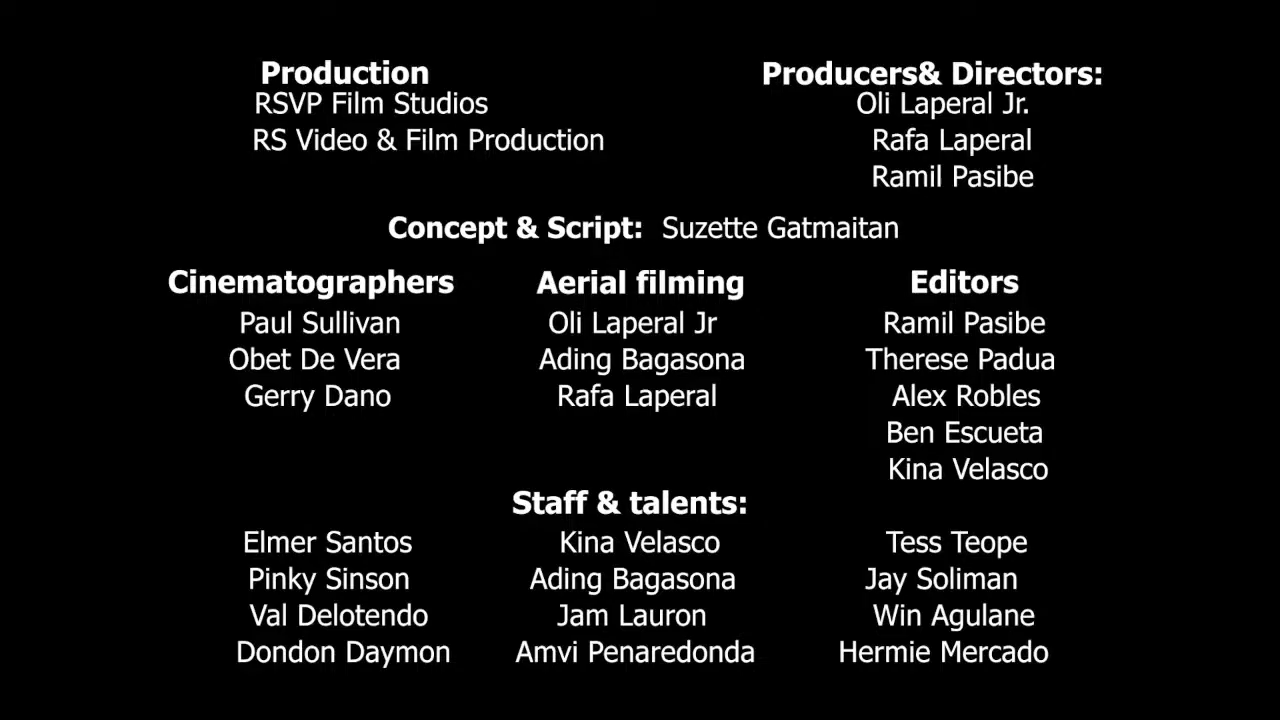 Production
RSVP Film Studios
RS Video & Film Production
Producers& Directors:
Oli Laperal Jr.
Rafa Laperal
Ramil Pasibe
Concept & Script: Suzette Gatmaitan
Cinematographers
Paul Sullivan
Obet De Vera
Gerry Dano
Aerial filming
Oli Laperal Jr
Ading Bagasona
Rafa Laperal
Editors
Ramil Pasibe
Therese Padua
Alex Robles
Ben Escueta
Kina Velasco
Staff & talents:
Elmer Santos
Pinky Sinson
Val Delotendo
Dondon Daymon
Kina Velasco
Ading Bagasona
Jam Lauron
Amvi Penaredonda
Tess Teope
Jay Soliman
Win Agulane
Hermie Mercado